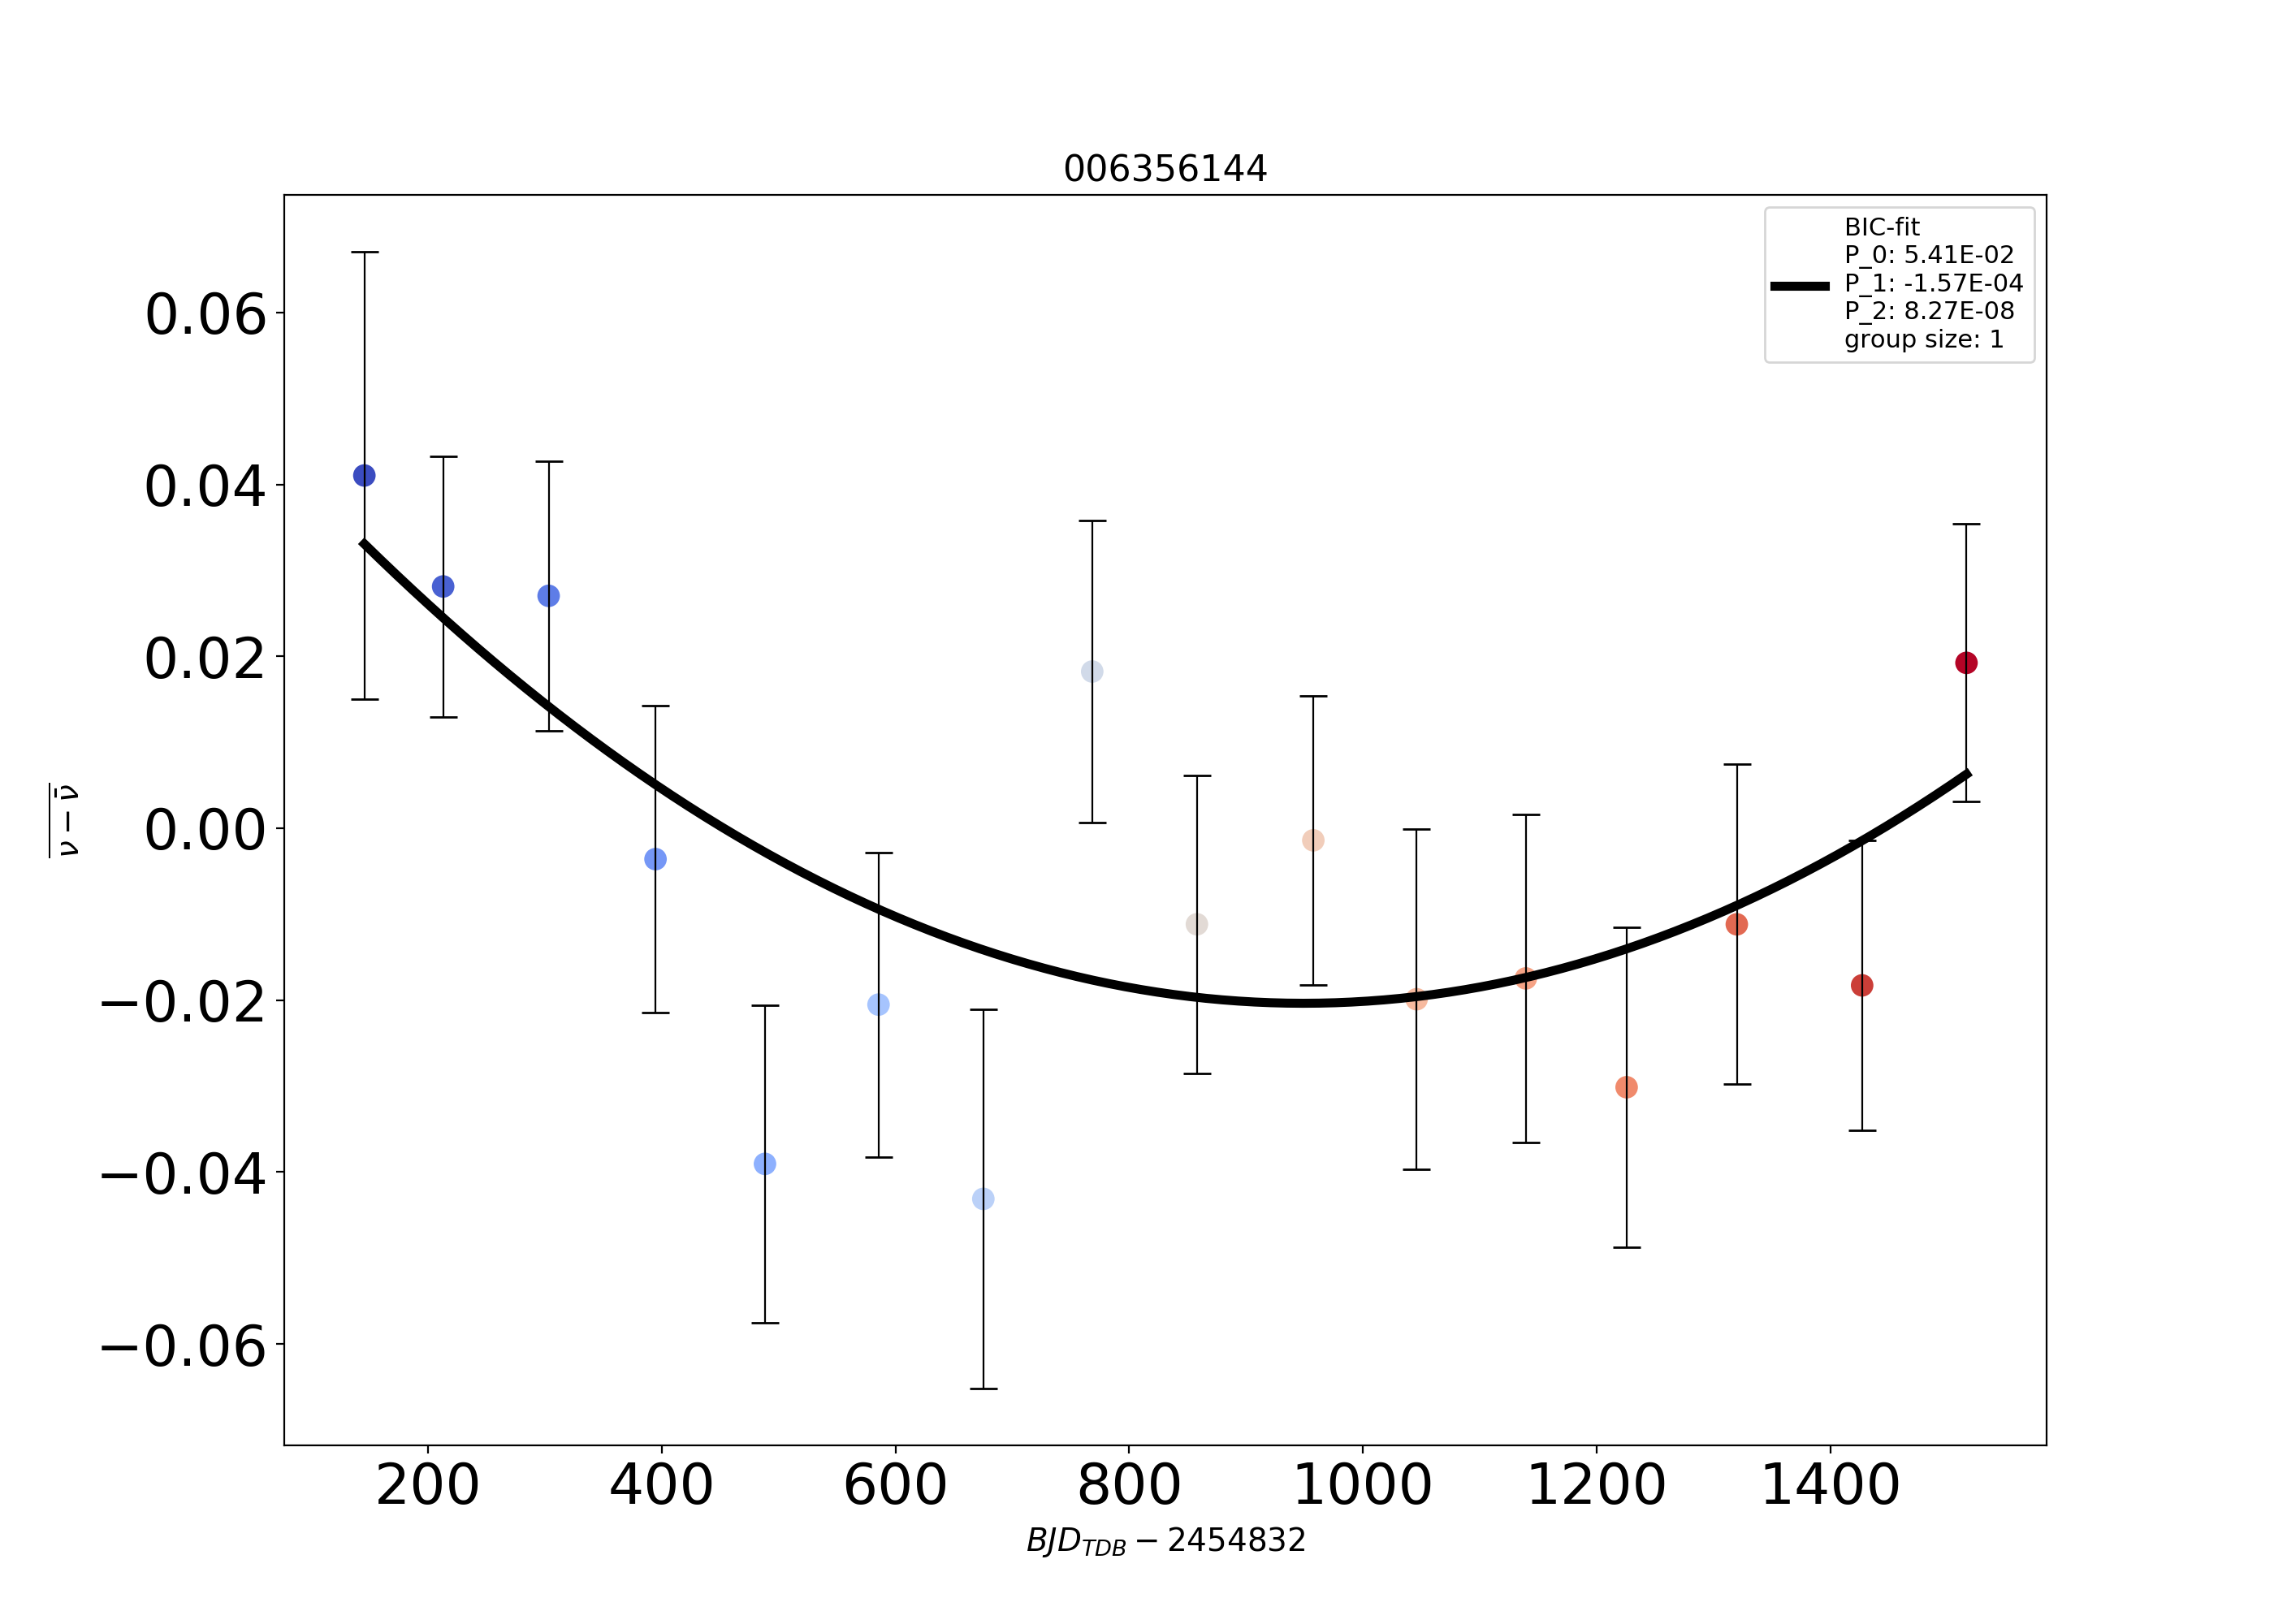 006356144
BIC-fit
P_0: 5.41E-02
P_1: -1.57E-04
P_2: 8.27E-08
group size: 1
0.06
0.04
0.02
0.00
−0.02
−0.04
−0.06
ν − ν̄
200 400 600 800 1000 1200 1400
BJD_TDB − 2454832